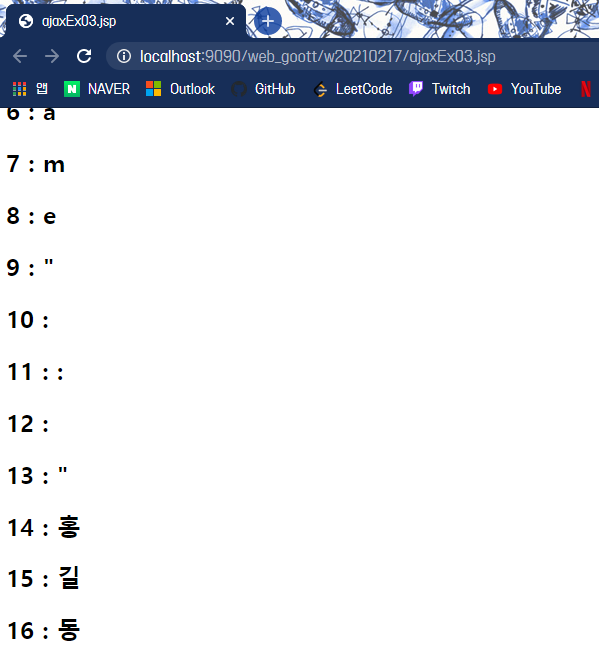 ajaxEx03.jsp
localhost:9090/web_goott/w20210217/ajaxEx03.jsp
앱 NAVER Outlook GitHub LeetCode Twitch YouTube
6 : a
7 : m
8 : e
9 : "
10 :
11 : :
12 :
13 : "
14 : 홍
15 : 길
16 : 동